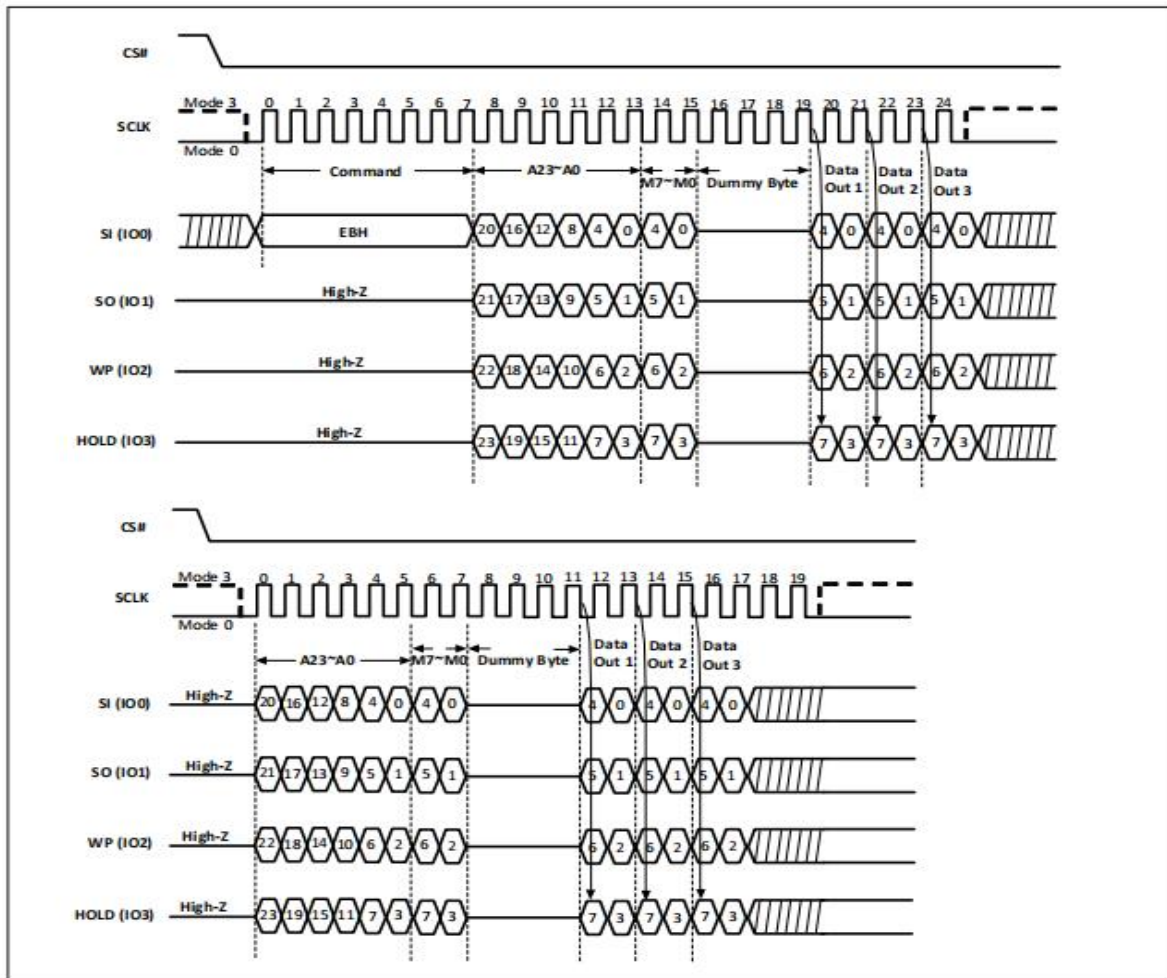 CS#
Mode 3 0 1 2 3 4 5 6 7 8 9 10 11 12 13 14 15 16 17 18 19 20 21 22 23 24
SCLK
Mode 0
Command A23~A0 M7~M0 Dummy Byte Data Out 1 Data Out 2 Data Out 3
SI (IO0) EBH 20 16 12 8 4 0 4 0 4 0 4 0 4 0
SO (IO1) High-Z 21 17 13 9 5 1 5 1 5 1 5 1 5 1
WP (IO2) High-Z 22 18 14 10 6 2 6 2 6 2 6 2 6 2
HOLD (IO3) High-Z 23 19 15 11 7 3 7 3 7 3 7 3 7 3
CS#
Mode 3 0 1 2 3 4 5 6 7 8 9 10 11 12 13 14 15 16 17 18 19
SCLK
Mode 0
A23~A0 M7~M0 Dummy Byte Data Out 1 Data Out 2 Data Out 3
SI (IO0) High-Z 20 16 12 8 4 0 4 0 4 0 4 0 4 0
SO (IO1) High-Z 21 17 13 9 5 1 5 1 5 1 5 1 5 1
WP (IO2) High-Z 22 18 14 10 6 2 6 2 6 2 6 2 6 2
HOLD (IO3) High-Z 23 19 15 11 7 3 7 3 7 3 7 3 7 3